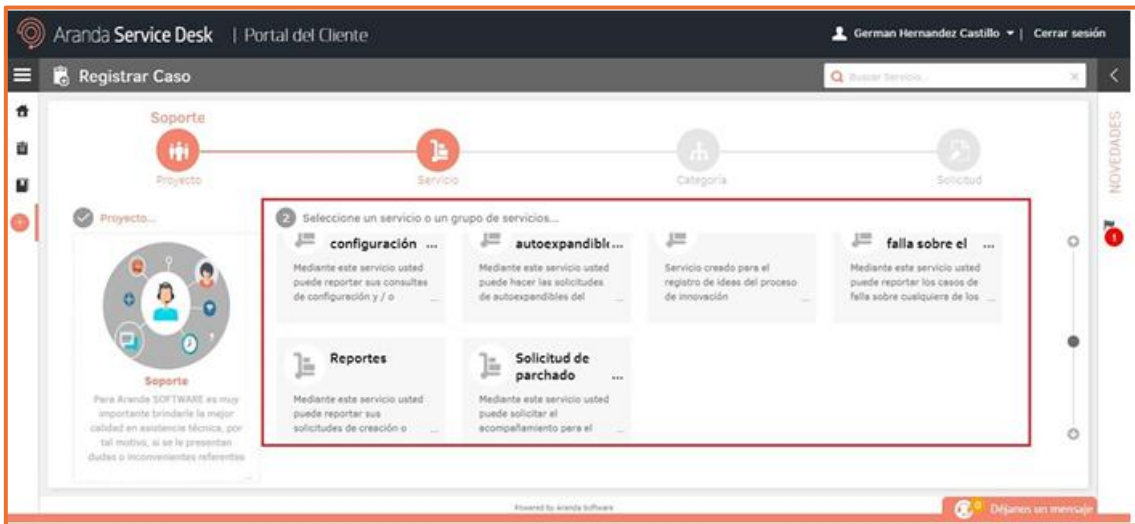 Aranda Service Desk | Portal del Cliente
German Hernandez Castillo | Cerrar sesión
Registrar Caso
Buscar Servicio...
NOVEDADES
1
Soporte
Proyecto
Servicio
Categoría
Solicitud
Proyecto...
Soporte
Para Aranda SOFTWARE es muy
importante brindarle la mejor
calidad en asistencia técnica, por
tal motivo, si se le presentan
dudas o inconvenientes referentes
...
2 Seleccione un servicio o un grupo de servicios...
configuración ...
Mediante este servicio usted
puede reportar sus consultas
de configuración y / o ...
autoexpandible...
Mediante este servicio usted
puede hacer las solicitudes
de autoexpandibles del ...
Servicio creado para el
registro de ideas del proceso
de innovación ...
falla sobre el ...
Mediante este servicio usted
puede reportar los casos de
falla sobre cualquiera de los ...
Reportes
Mediante este servicio usted
puede reportar sus
solicitudes de creación o ...
Solicitud de
parchado ...
Mediante este servicio usted
puede solicitar el
acompañamiento para el ...
Powered by Aranda Software
0 Déjanos un mensaje